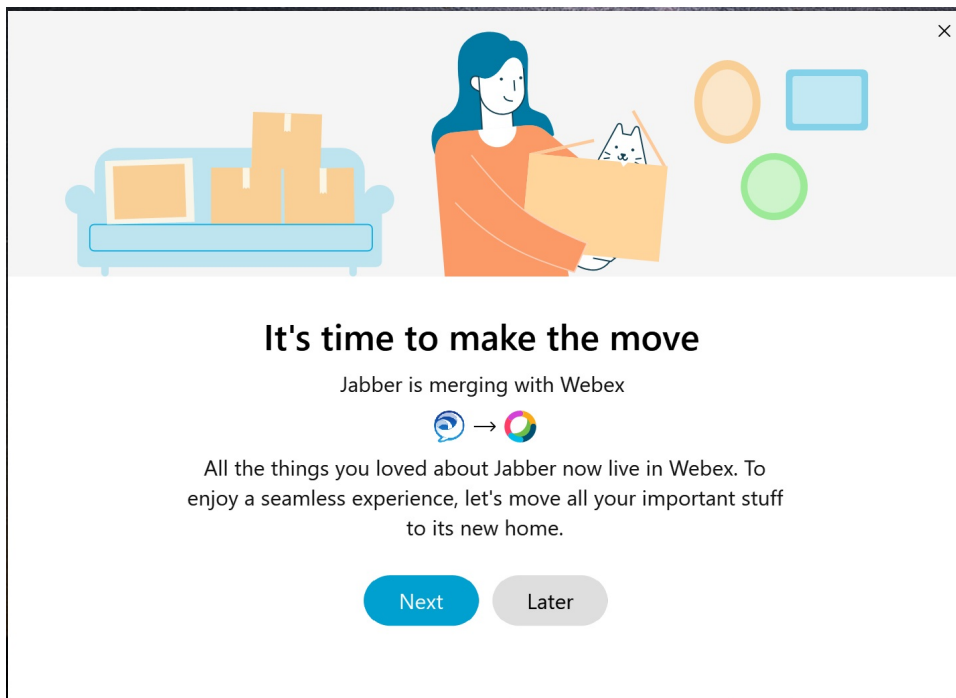 It's time to make the move
Jabber is merging with Webex
All the things you loved about Jabber now live in Webex. To
enjoy a seamless experience, let's move all your important stuff
to its new home.
Next
Later